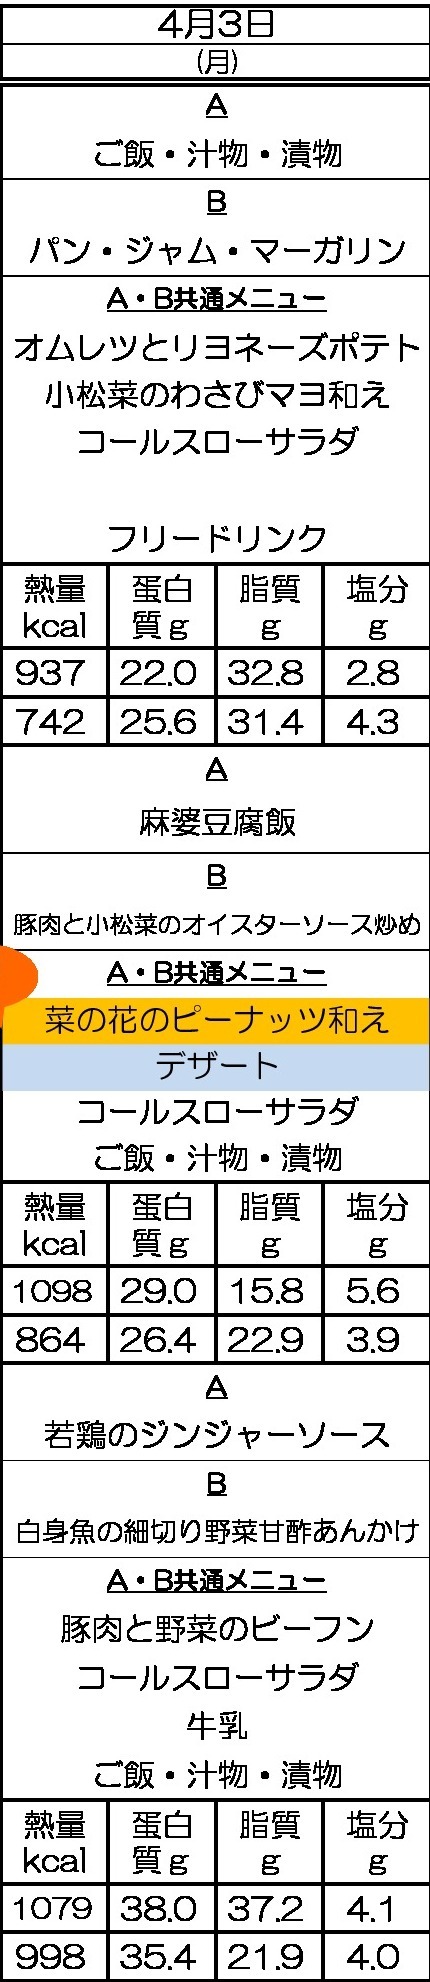 4月3日
(月)
A
ご飯・汁物・漬物
B
パン・ジャム・マーガリン
A・B共通メニュー
オムレツとリヨネーズポテト
小松菜のわさびマヨ和え
コールスローサラダ
フリードリンク
熱量 蛋白 脂質 塩分
kcal 質g g g
937 22.0 32.8 2.8
742 25.6 31.4 4.3
A
麻婆豆腐飯
B
豚肉と小松菜のオイスターソース炒め
A・B共通メニュー
菜の花のピーナッツ和え
デザート
コールスローサラダ
ご飯・汁物・漬物
熱量 蛋白 脂質 塩分
kcal 質g g g
1098 29.0 15.8 5.6
864 26.4 22.9 3.9
A
若鶏のジンジャーソース
B
白身魚の細切り野菜甘酢あんかけ
A・B共通メニュー
豚肉と野菜のビーフン
コールスローサラダ
牛乳
ご飯・汁物・漬物
熱量 蛋白 脂質 塩分
kcal 質g g g
1079 38.0 37.2 4.1
998 35.4 21.9 4.0